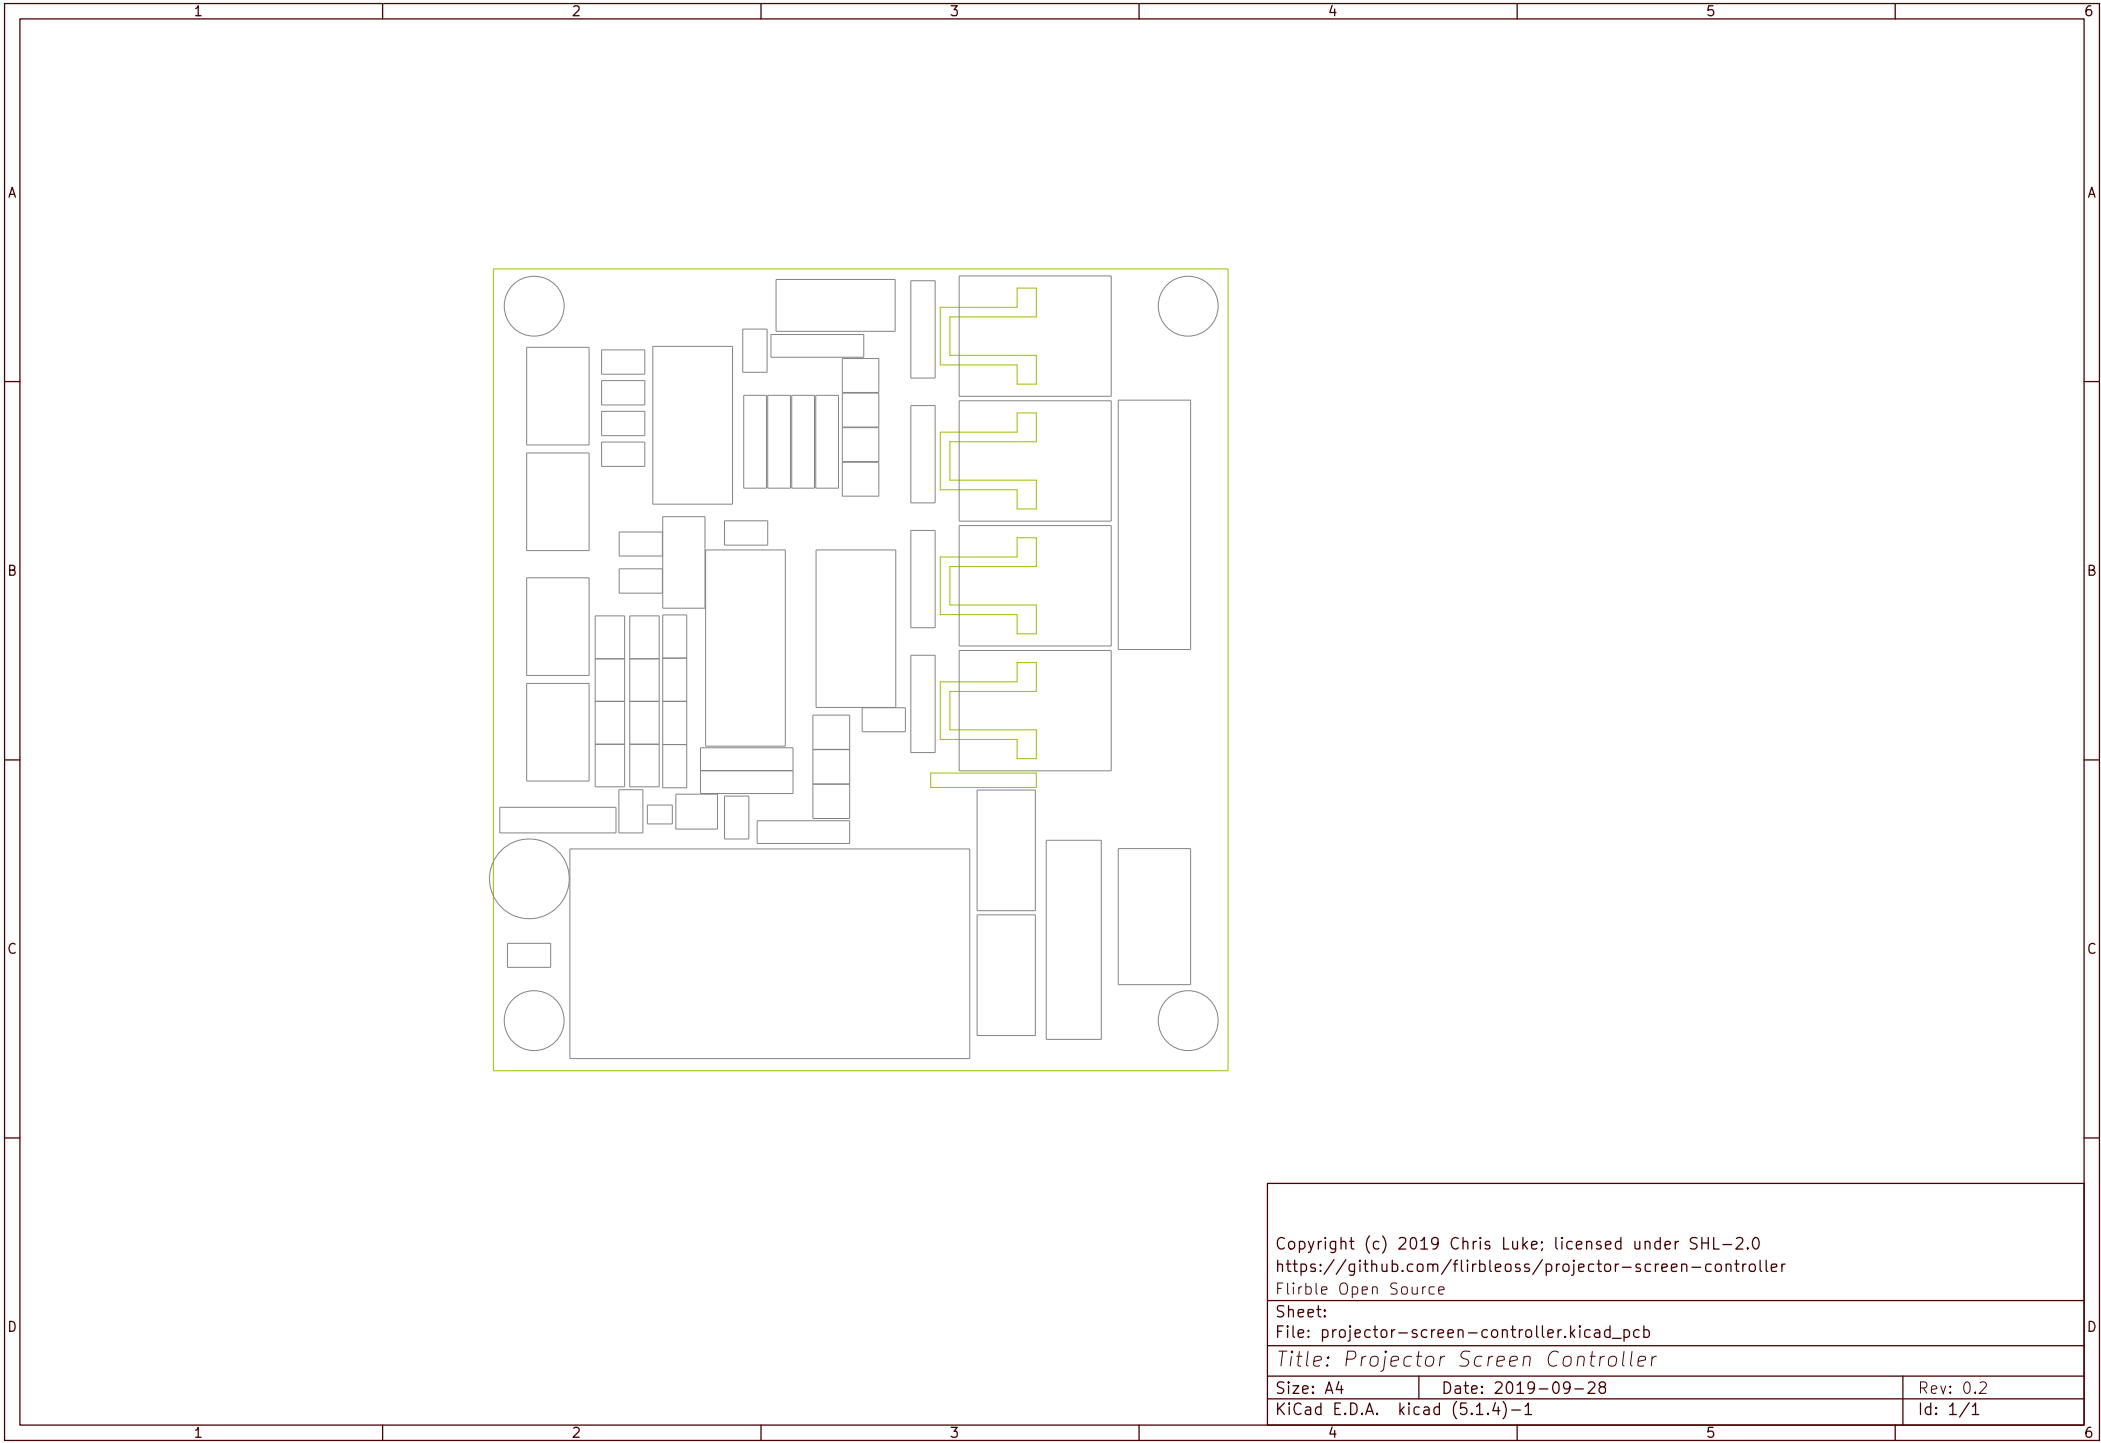 1 2 3 4 5 6
A A
B B
C C
D D
Copyright (c) 2019 Chris Luke; licensed under SHL-2.0
https://github.com/flirbleoss/projector-screen-controller
Flirble Open Source
Sheet:
File: projector-screen-controller.kicad_pcb
Title: Projector Screen Controller
Size: A4 Date: 2019-09-28 Rev: 0.2
KiCad E.D.A. kicad (5.1.4)-1 Id: 1/1
1 2 3 4 5 6